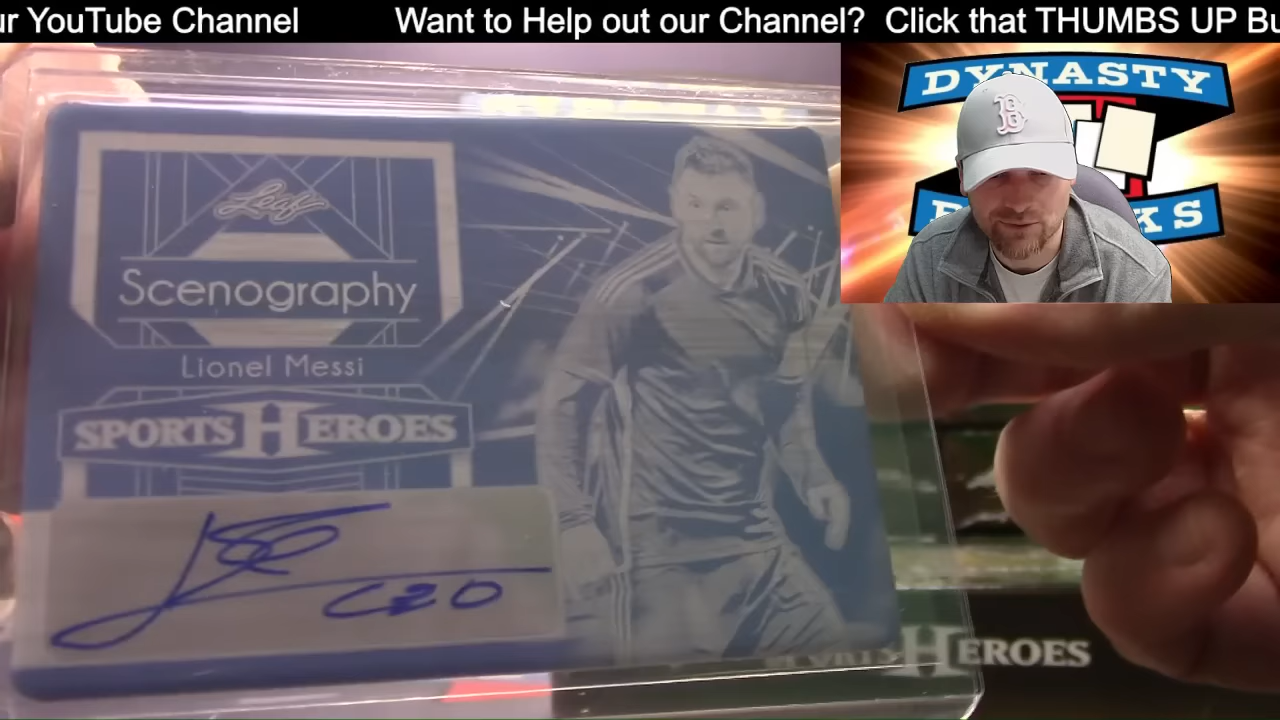 ur YouTube Channel Want to Help out our Channel? Click that THUMBS UP Bu
DYNASTY
B
KS
Leaf
Scenography
Lionel Messi
SPORTS HEROES
HEROES